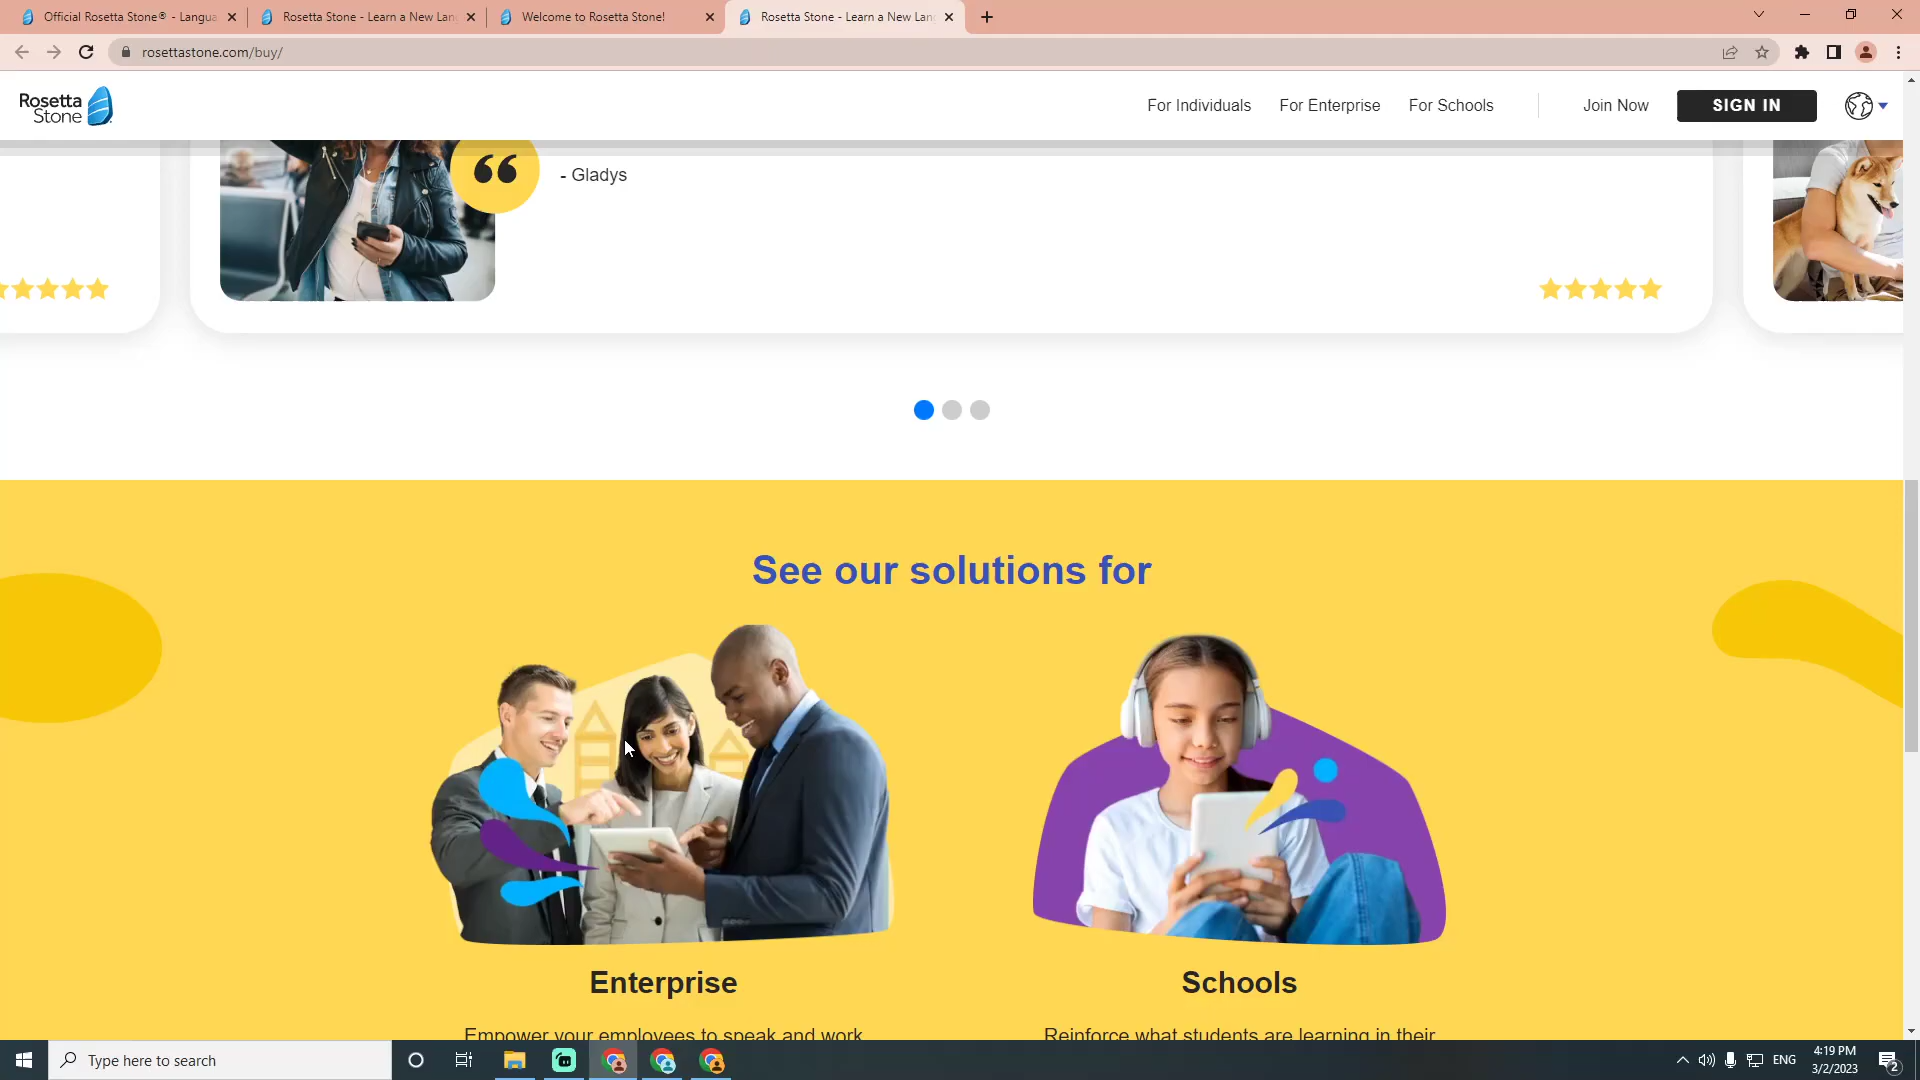 Official Rosetta Stone® - Langua
Rosetta Stone - Learn a New Lan
Welcome to Rosetta Stone!
Rosetta Stone - Learn a New Lan
rosettastone.com/buy/
Rosetta
Stone
For Individuals
For Enterprise
For Schools
Join Now
SIGN IN
- Gladys
See our solutions for
Enterprise
Schools
Empower your employees to speak and work
Reinforce what students are learning in their
Type here to search
ENG
4:19 PM
3/2/2023
2